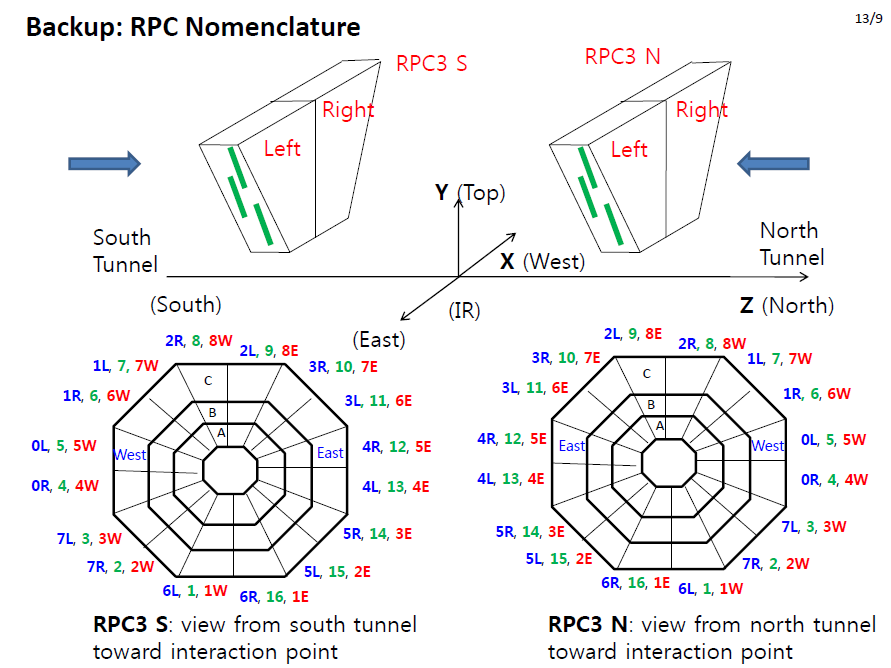 Backup: RPC Nomenclature
13/9
RPC3 S
RPC3 N
Right
Right
Left
Left
Y (Top)
South
Tunnel
North
Tunnel
X (West)
(South)
(IR)
Z (North)
(East)
2R, 8, 8W
2L, 9, 8E
1L, 7, 7W
3R, 10, 7E
1R, 6, 6W
3L, 11, 6E
0L, 5, 5W
4R, 12, 5E
0R, 4, 4W
4L, 13, 4E
7L, 3, 3W
5R, 14, 3E
7R, 2, 2W
5L, 15, 2E
6L, 1, 1W
6R, 16, 1E
C
B
A
West
East
2L, 9, 8E
2R, 8, 8W
3R, 10, 7E
1L, 7, 7W
3L, 11, 6E
1R, 6, 6W
4R, 12, 5E
0L, 5, 5W
4L, 13, 4E
0R, 4, 4W
5R, 14, 3E
7L, 3, 3W
5L, 15, 2E
7R, 2, 2W
6R, 16, 1E
6L, 1, 1W
C
B
A
East
West
RPC3 S: view from south tunnel
toward interaction point
RPC3 N: view from north tunnel
toward interaction point